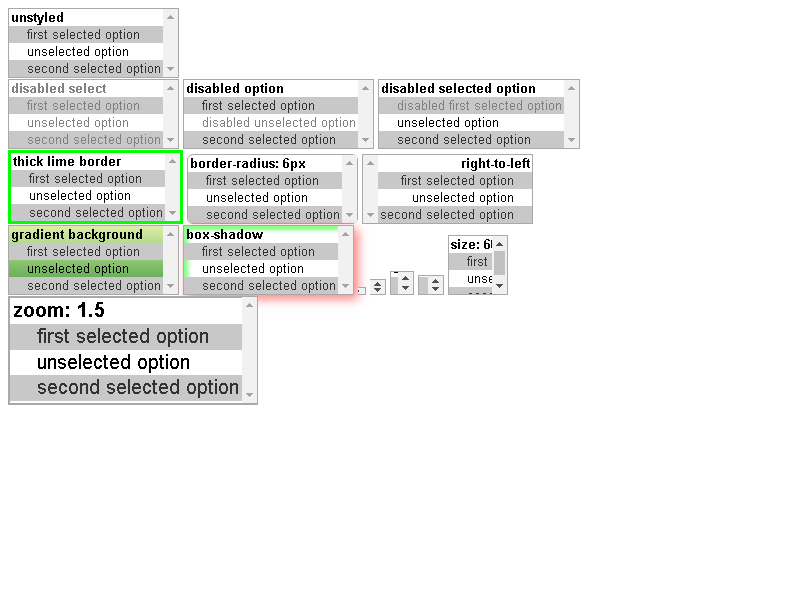 unstyled
first selected option
unselected option
second selected option
disabled select
first selected option
unselected option
second selected option
disabled option
first selected option
disabled unselected option
second selected option
disabled selected option
disabled first selected option
unselected option
second selected option
thick lime border
first selected option
unselected option
second selected option
border-radius: 6px
first selected option
unselected option
second selected option
right-to-left
first selected option
unselected option
second selected option
gradient background
first selected option
unselected option
second selected option
box-shadow
first selected option
unselected option
second selected option
size: 6
first
unse
zoom: 1.5
first selected option
unselected option
second selected option